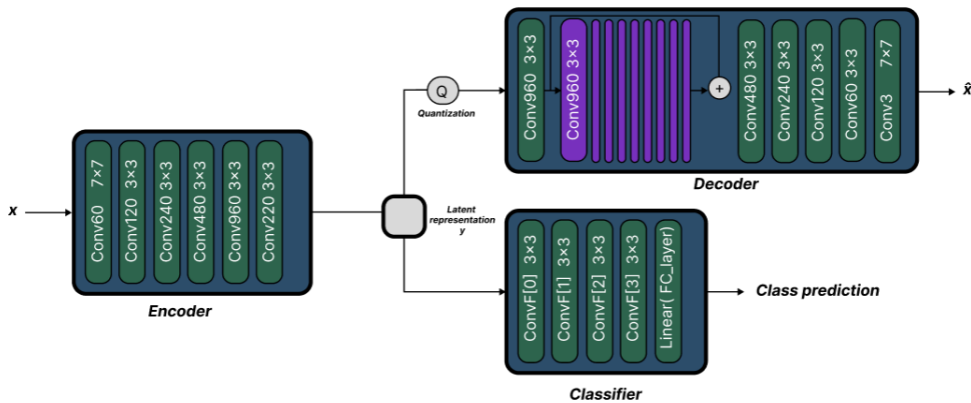 x
Conv60 7×7
Conv120 3×3
Conv240 3×3
Conv480 3×3
Conv960 3×3
Conv220 3×3
Encoder
Latent
representation
y
Q
Quantization
Conv960 3×3
Conv960 3×3
+
Conv480 3×3
Conv240 3×3
Conv120 3×3
Conv60 3×3
Conv3 7×7
Decoder
x̂
ConvF[0] 3×3
ConvF[1] 3×3
ConvF[2] 3×3
ConvF[3] 3×3
Linear( FC_layer)
Classifier
Class prediction